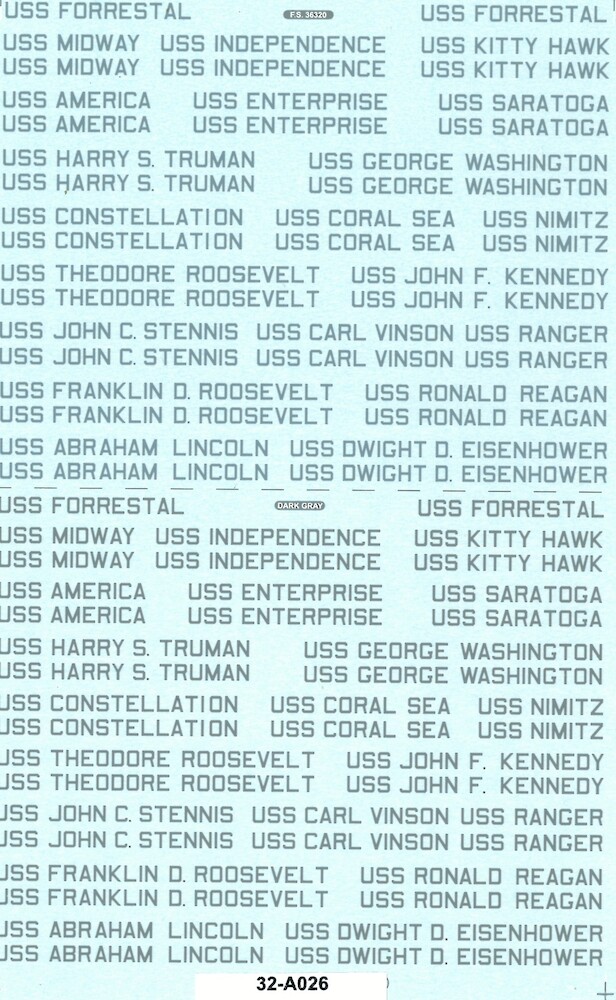 USS FORRESTAL F.S. 36320 USS FORRESTAL
USS MIDWAY USS INDEPENDENCE USS KITTY HAWK
USS MIDWAY USS INDEPENDENCE USS KITTY HAWK
USS AMERICA USS ENTERPRISE USS SARATOGA
USS AMERICA USS ENTERPRISE USS SARATOGA
USS HARRY S. TRUMAN USS GEORGE WASHINGTON
USS HARRY S. TRUMAN USS GEORGE WASHINGTON
USS CONSTELLATION USS CORAL SEA USS NIMITZ
USS CONSTELLATION USS CORAL SEA USS NIMITZ
USS THEODORE ROOSEVELT USS JOHN F. KENNEDY
USS THEODORE ROOSEVELT USS JOHN F. KENNEDY
USS JOHN C. STENNIS USS CARL VINSON USS RANGER
USS JOHN C. STENNIS USS CARL VINSON USS RANGER
USS FRANKLIN D. ROOSEVELT USS RONALD REAGAN
USS FRANKLIN D. ROOSEVELT USS RONALD REAGAN
USS ABRAHAM LINCOLN USS DWIGHT D. EISENHOWER
USS ABRAHAM LINCOLN USS DWIGHT D. EISENHOWER
USS FORRESTAL DARK GRAY USS FORRESTAL
USS MIDWAY USS INDEPENDENCE USS KITTY HAWK
USS MIDWAY USS INDEPENDENCE USS KITTY HAWK
USS AMERICA USS ENTERPRISE USS SARATOGA
USS AMERICA USS ENTERPRISE USS SARATOGA
USS HARRY S. TRUMAN USS GEORGE WASHINGTON
USS HARRY S. TRUMAN USS GEORGE WASHINGTON
USS CONSTELLATION USS CORAL SEA USS NIMITZ
USS CONSTELLATION USS CORAL SEA USS NIMITZ
USS THEODORE ROOSEVELT USS JOHN F. KENNEDY
USS THEODORE ROOSEVELT USS JOHN F. KENNEDY
USS JOHN C. STENNIS USS CARL VINSON USS RANGER
USS JOHN C. STENNIS USS CARL VINSON USS RANGER
USS FRANKLIN D. ROOSEVELT USS RONALD REAGAN
USS FRANKLIN D. ROOSEVELT USS RONALD REAGAN
USS ABRAHAM LINCOLN USS DWIGHT D. EISENHOWER
USS ABRAHAM LINCOLN USS DWIGHT D. EISENHOWER
32-A026